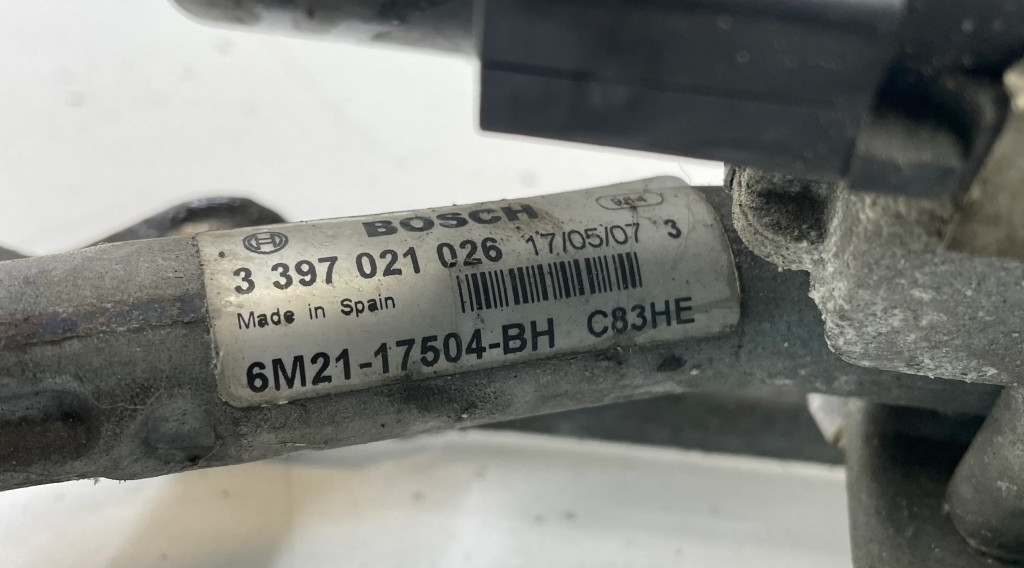 BOSCH
3 397 021 026 17/05/07 3
Made in Spain
6M21-17504-BH C83HE